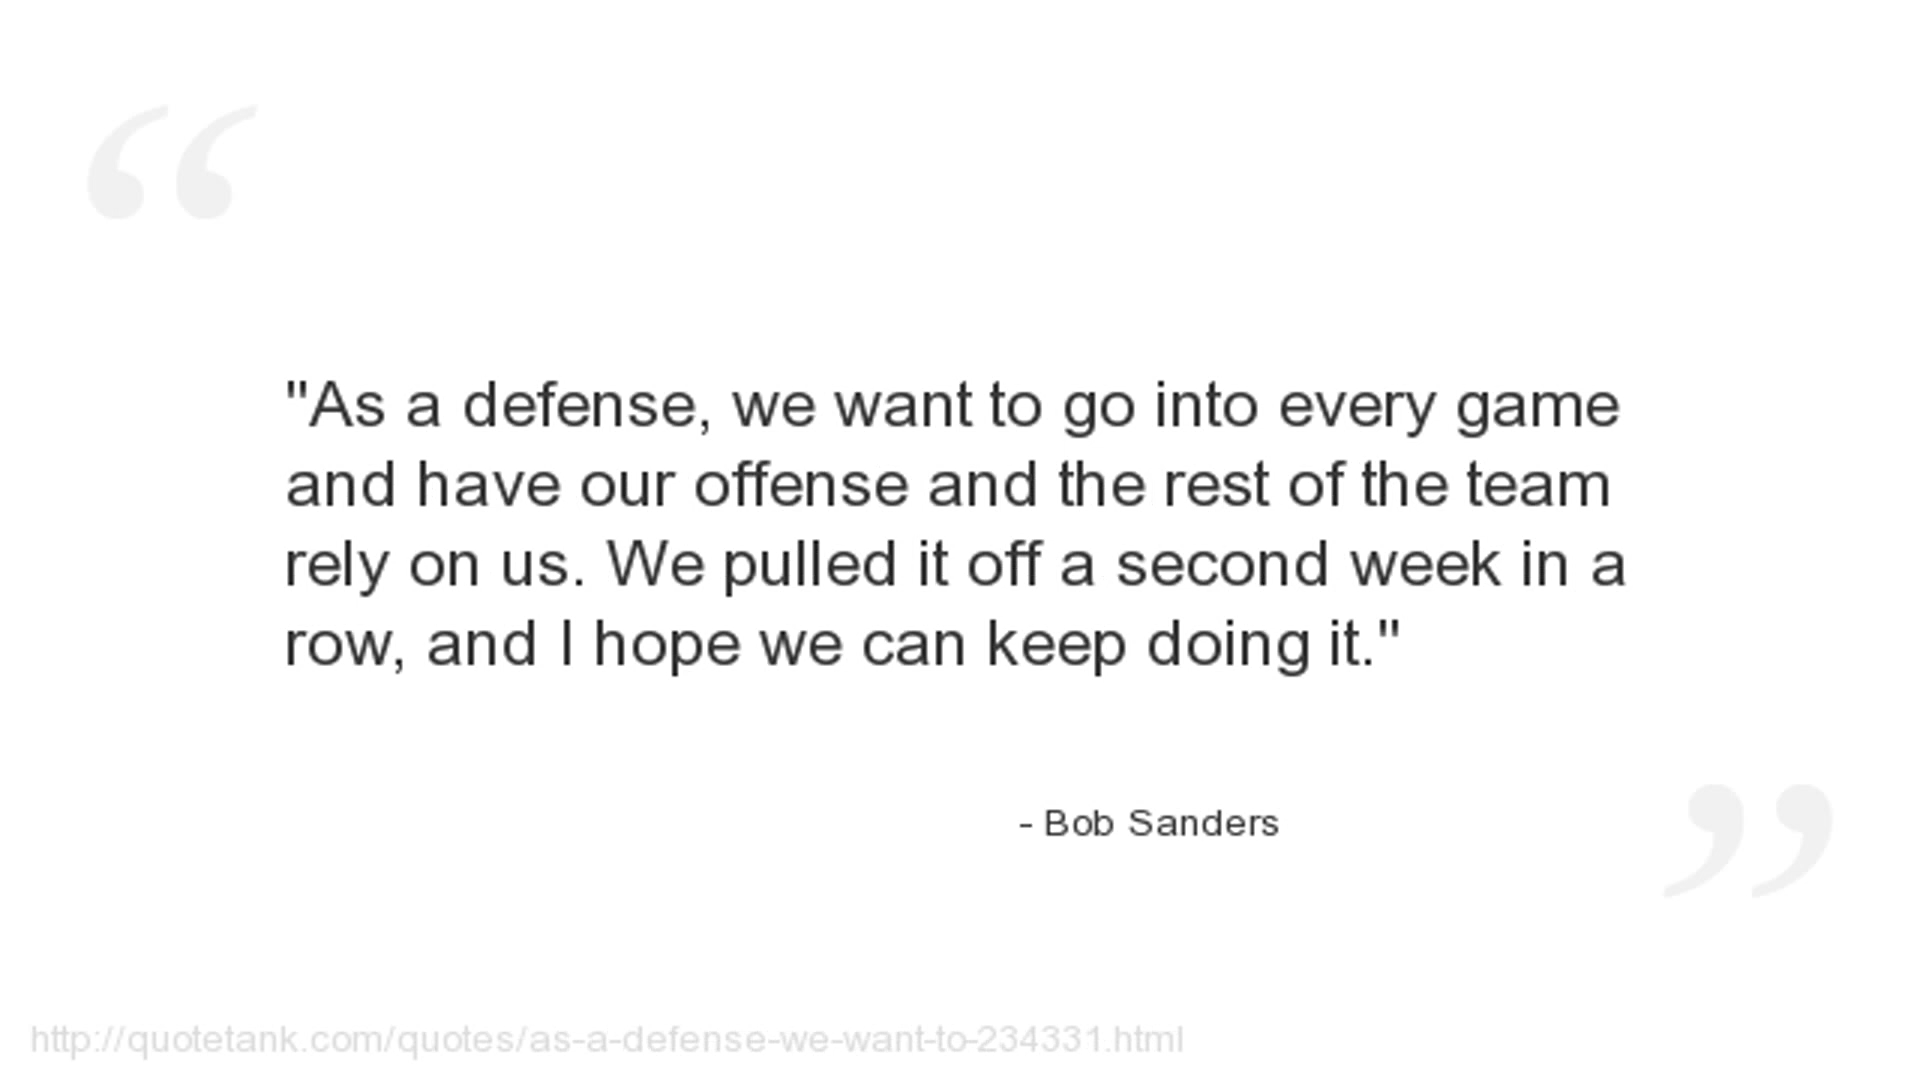 "As a defense, we want to go into every game
and have our offense and the rest of the team
rely on us. We pulled it off a second week in a
row, and I hope we can keep doing it."
- Bob Sanders
http://quotetank.com/quotes/as-a-defense-we-want-to-234331.html